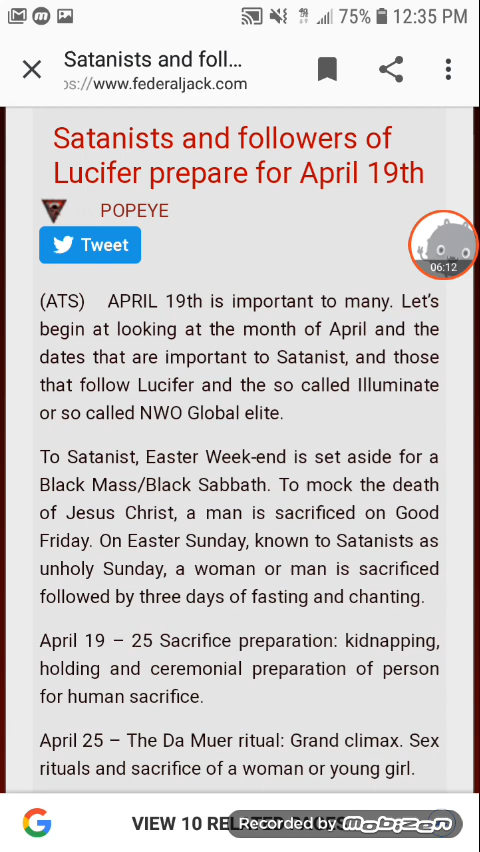 75% 12:35 PM
Satanists and foll...
ps://www.federaljack.com
Satanists and followers of
Lucifer prepare for April 19th
POPEYE
Tweet
06:12
(ATS) APRIL 19th is important to many. Let's
begin at looking at the month of April and the
dates that are important to Satanist, and those
that follow Lucifer and the so called Illuminate
or so called NWO Global elite.
To Satanist, Easter Week-end is set aside for a
Black Mass/Black Sabbath. To mock the death
of Jesus Christ, a man is sacrificed on Good
Friday. On Easter Sunday, known to Satanists as
unholy Sunday, a woman or man is sacrificed
followed by three days of fasting and chanting.
April 19 – 25 Sacrifice preparation: kidnapping,
holding and ceremonial preparation of person
for human sacrifice.
April 25 – The Da Muer ritual: Grand climax. Sex
rituals and sacrifice of a woman or young girl.
VIEW 10
Recorded by mobizen